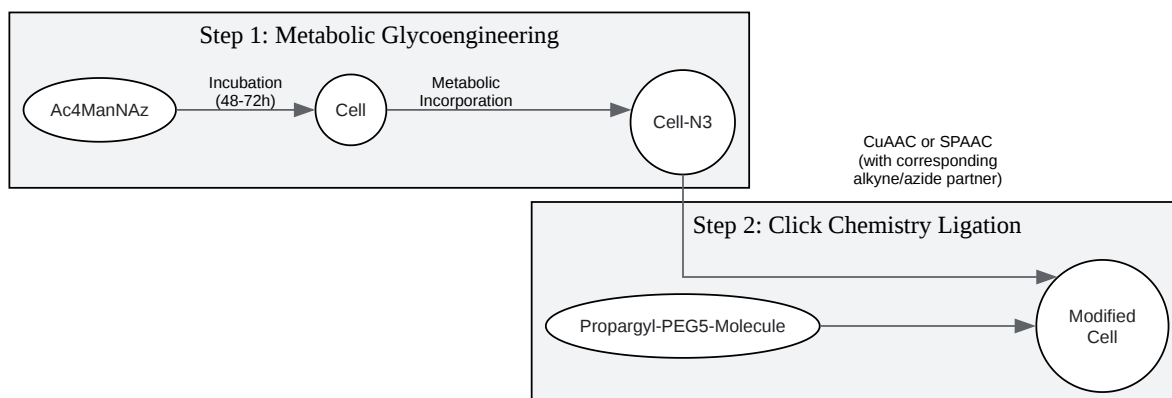 Step 1: Metabolic Glycoengineering
Ac4ManNAz
Incubation
(48-72h)
Cell
Metabolic
Incorporation
Cell-N3
CuAAC or SPAAC
(with corresponding
alkyne/azide partner)
Step 2: Click Chemistry Ligation
Propargyl-PEG5-Molecule
Modified
Cell